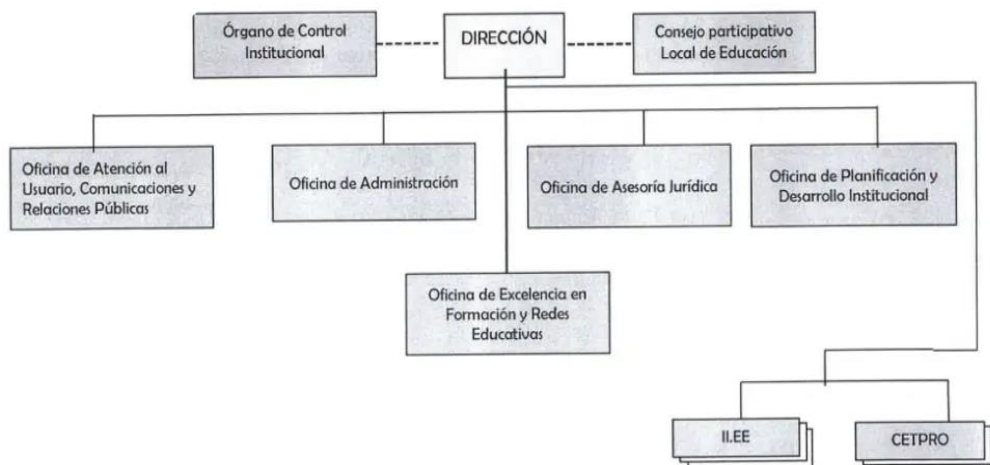 Órgano de Control
Institucional
DIRECCIÓN
Consejo participativo
Local de Educación
Oficina de Atención al
Usuario, Comunicaciones y
Relaciones Públicas
Oficina de Administración
Oficina de Asesoría Jurídica
Oficina de Planificación y
Desarrollo Institucional
Oficina de Excelencia en
Formación y Redes
Educativas
II.EE
CETPRO